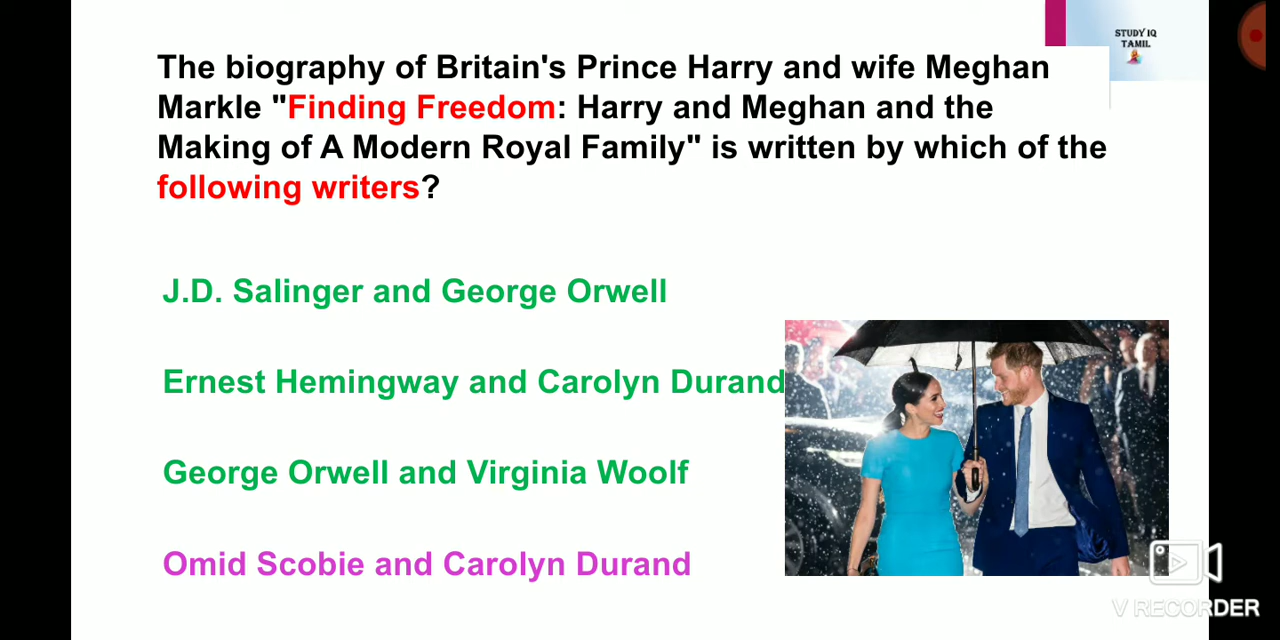 STUDY IQ
TAMIL
The biography of Britain's Prince Harry and wife Meghan
Markle "Finding Freedom: Harry and Meghan and the
Making of A Modern Royal Family" is written by which of the
following writers?
J.D. Salinger and George Orwell
Ernest Hemingway and Carolyn Durand
George Orwell and Virginia Woolf
Omid Scobie and Carolyn Durand
V RECORDER